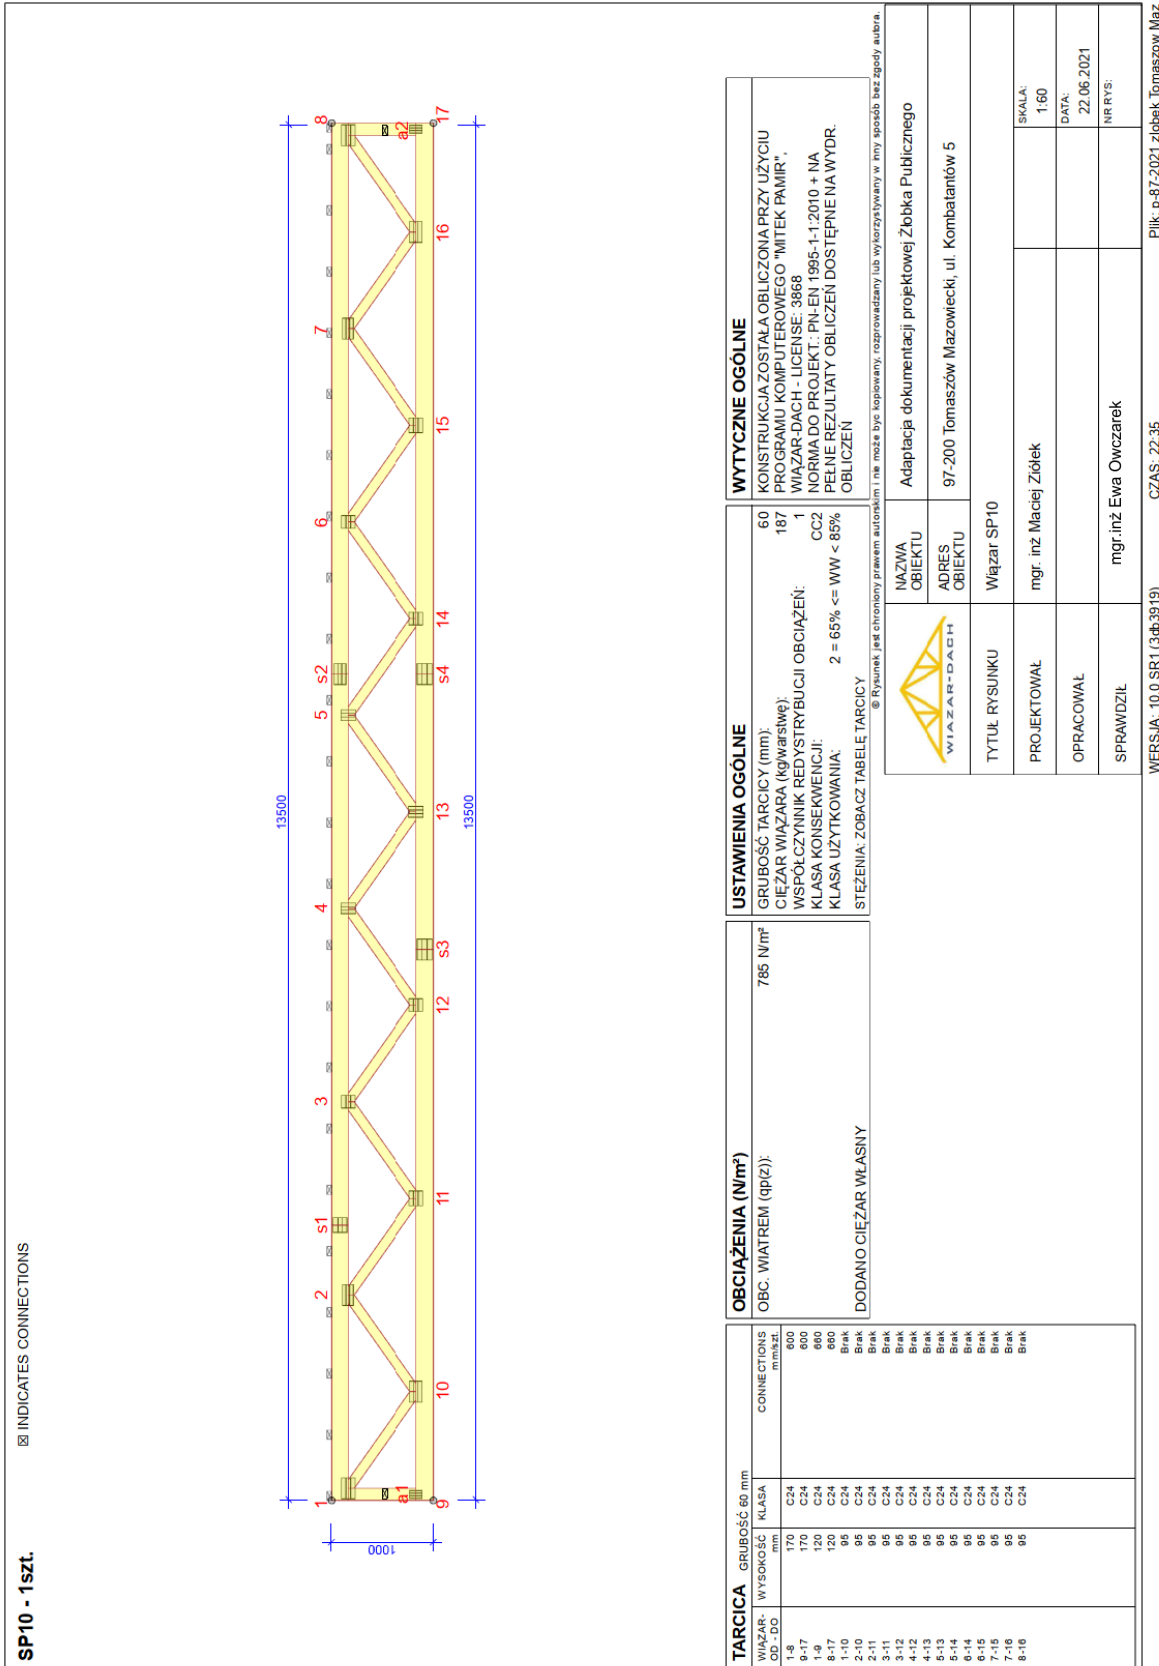 SP10 - 1szt.
☒ INDICATES CONNECTIONS
13500
1 2 s1 3 4 5 s2 6 7 8
a1 a2
1000
9 10 11 12 s3 13 s4 14 15 16 17
13500
TARCICA GRUBOŚĆ 60 mm
WIĄZAR- WYSOKOŚĆ KLASA CONNECTIONS
OD - DO mm mm/szt.
1-8 170 C24 600
9-17 170 C24 600
1-9 120 C24 660
8-17 120 C24 660
1-10 95 C24 Brak
2-10 95 C24 Brak
2-11 95 C24 Brak
3-11 95 C24 Brak
3-12 95 C24 Brak
4-12 95 C24 Brak
4-13 95 C24 Brak
5-13 95 C24 Brak
5-14 95 C24 Brak
6-14 95 C24 Brak
6-15 95 C24 Brak
7-15 95 C24 Brak
7-16 95 C24 Brak
8-16 95 C24 Brak
OBCIĄŻENIA (N/m²)
OBC. WIATREM (qp(z)): 785 N/m²
DODANO CIĘŻAR WŁASNY
USTAWIENIA OGÓLNE
GRUBOŚĆ TARCICY (mm): 60
CIĘŻAR WIĄZARA (kg/warstwę): 187
WSPÓŁCZYNNIK REDYSTRYBUCJI OBCIĄŻEŃ: 1
KLASA KONSEKWENCJI: CC2
KLASA UŻYTKOWANIA: 2 = 65% <= WW < 85%
STĘŻENIA: ZOBACZ TABELĘ TARCICY
WYTYCZNE OGÓLNE
KONSTRUKCJA ZOSTAŁA OBLICZONA PRZY UŻYCIU
PROGRAMU KOMPUTEROWEGO "MITEK PAMIR",
WIĄZAR-DACH - LICENSE: 3868
NORMA DO PROJEKT.: PN-EN 1995-1-1:2010 + NA
PEŁNE REZULTATY OBLICZEŃ DOSTĘPNE NA WYDR.
OBLICZEŃ
© Rysunek jest chroniony prawem autorskim i nie może być kopiowany, rozprowadzany lub wykorzystywany w inny sposób bez zgody autora.
WIAZAR-DACH
NAZWA
OBIEKTU
Adaptacja dokumentacji projektowej Żłobka Publicznego
ADRES
OBIEKTU
97-200 Tomaszów Mazowiecki, ul. Kombatantów 5
TYTUŁ RYSUNKU Wiązar SP10
PROJEKTOWAŁ mgr. inż Maciej Ziółek
SKALA:
1:60
OPRACOWAŁ
DATA:
22.06.2021
SPRAWDZIŁ mgr.inż Ewa Owczarek
NR RYS:
WERSJA: 10.0 SR1 (3db3919) CZAS: 22:35 Plik: p-87-2021 zlobek Tomaszow Maz